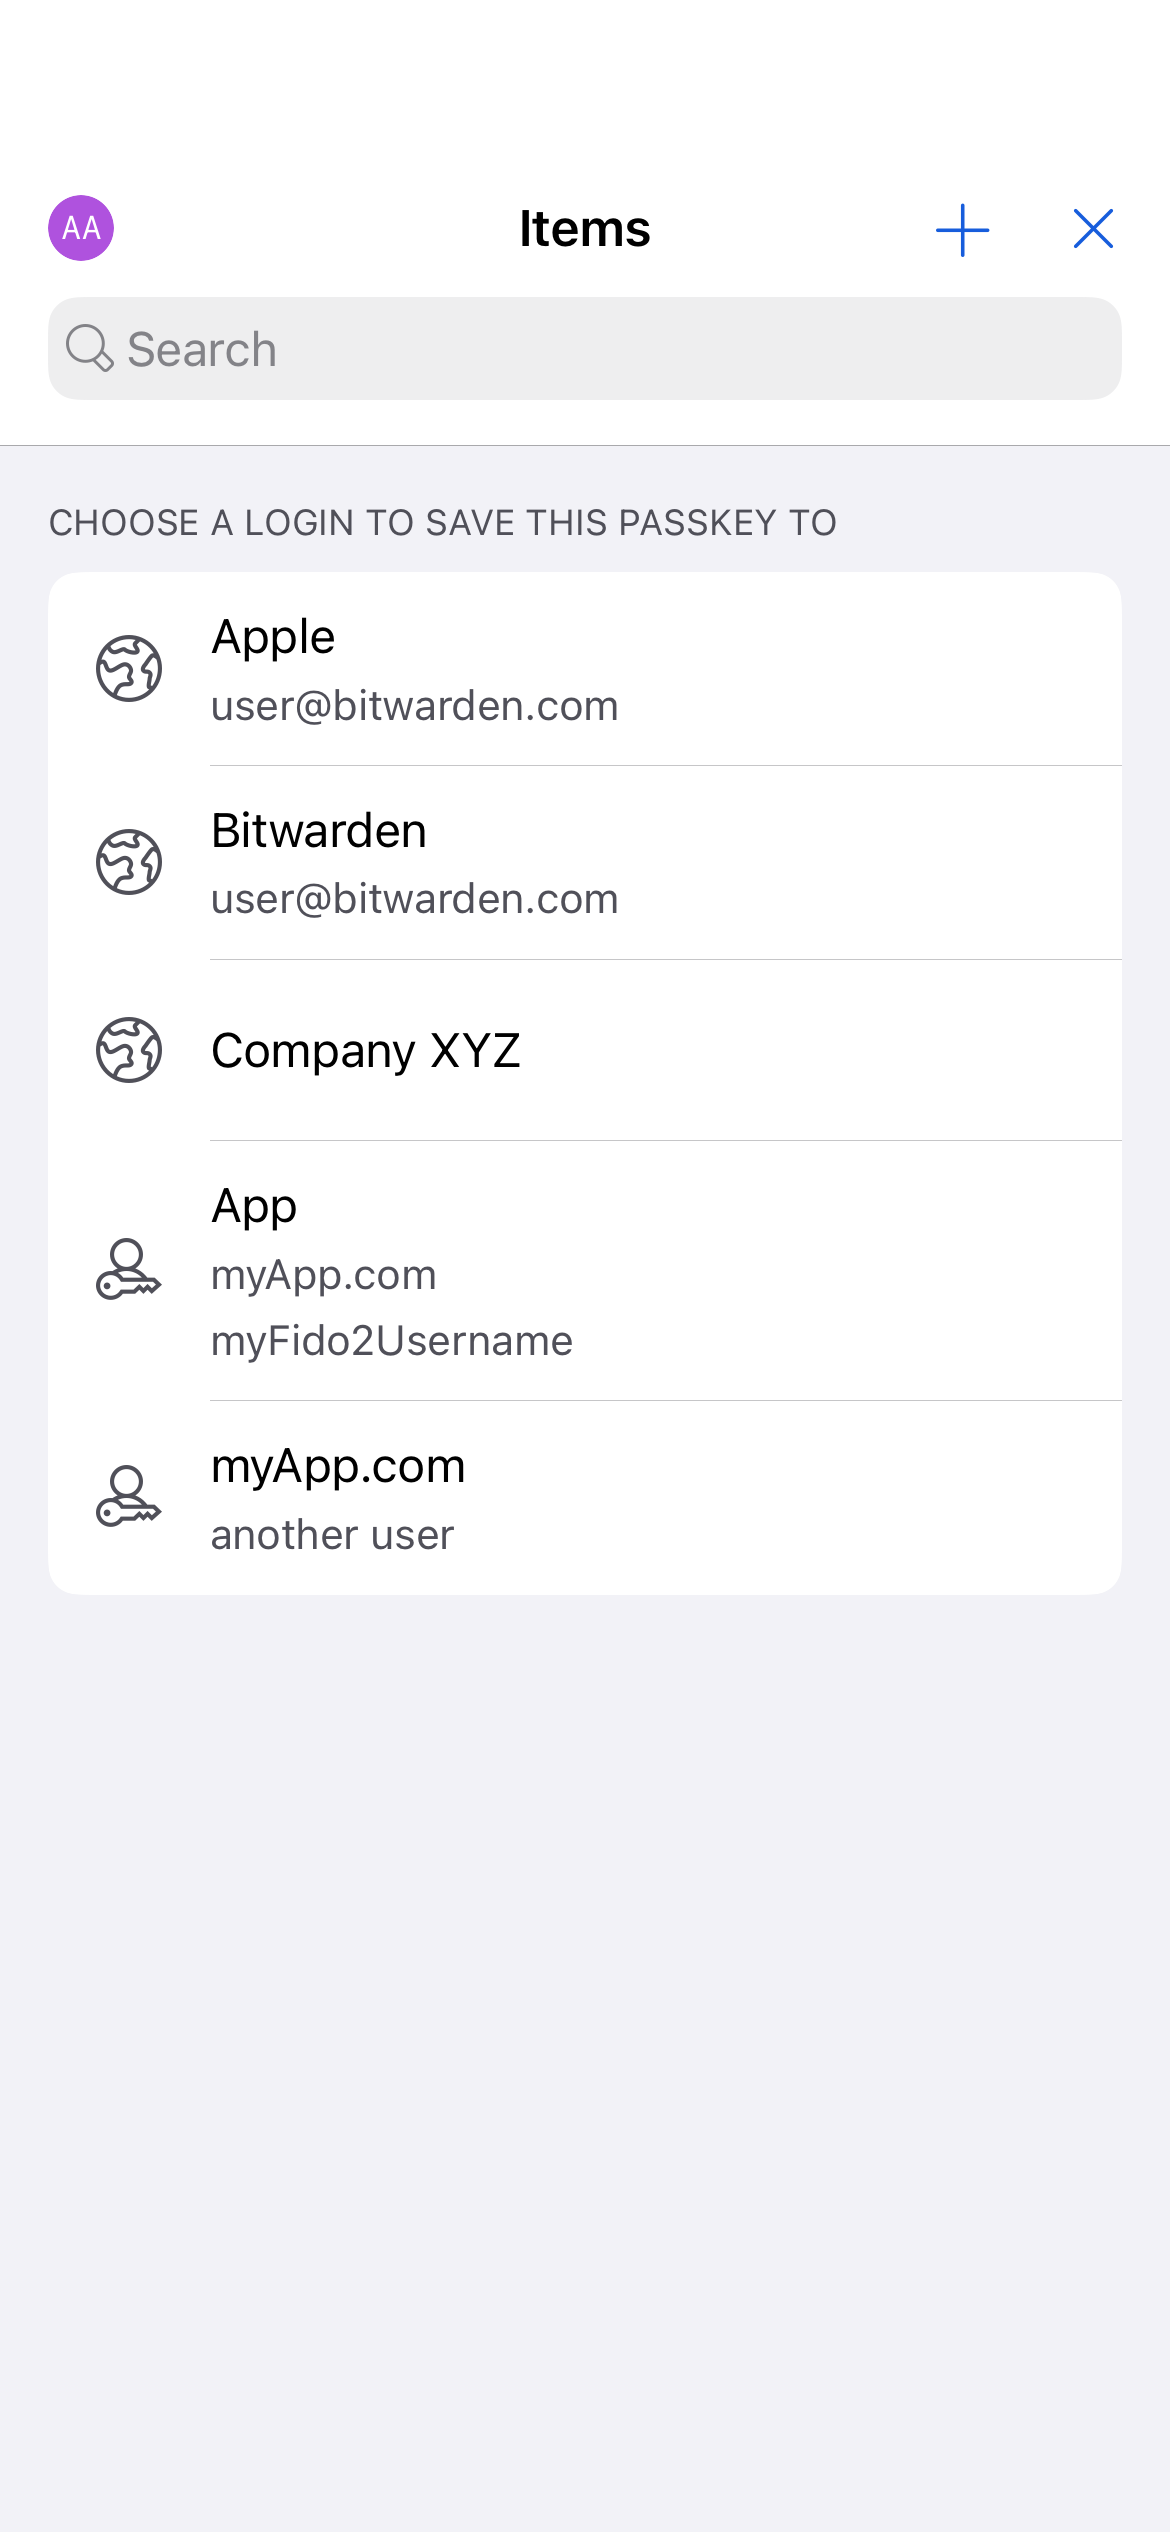 AA
Items
Search
CHOOSE A LOGIN TO SAVE THIS PASSKEY TO
Apple
user@bitwarden.com
Bitwarden
user@bitwarden.com
Company XYZ
App
myApp.com
myFido2Username
myApp.com
another user